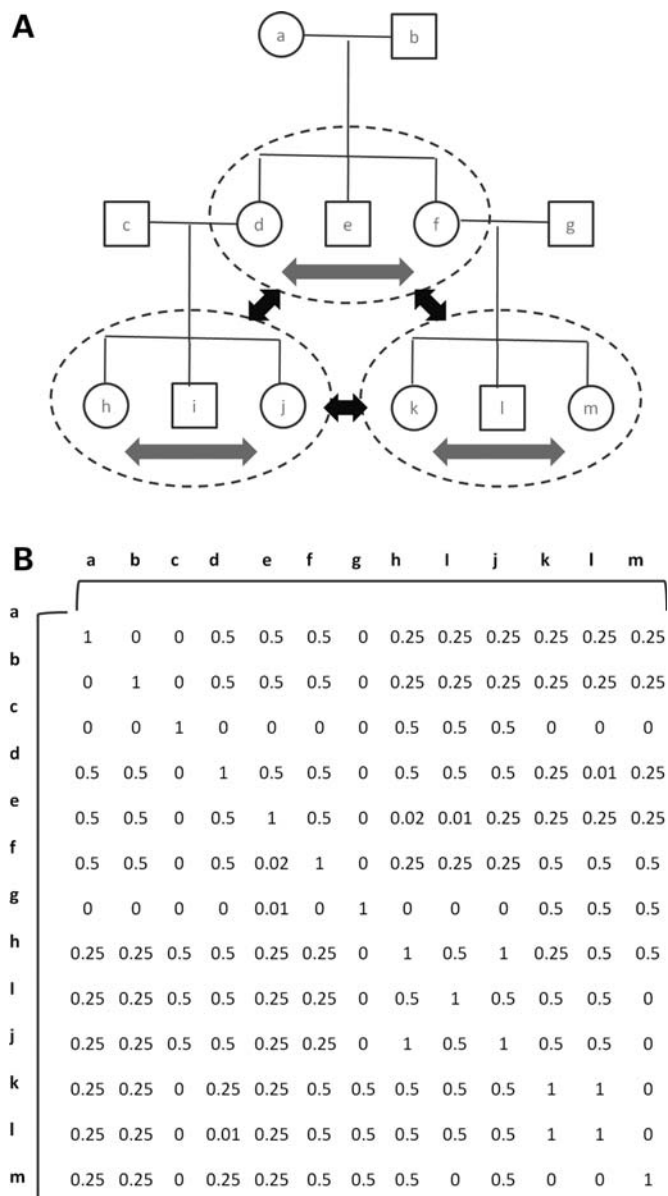 A
a b
c d e f g
h i j k l m
B
a b c d e f g h I j k l m
a
1 0 0 0.5 0.5 0.5 0 0.25 0.25 0.25 0.25 0.25 0.25
b
0 1 0 0.5 0.5 0.5 0 0.25 0.25 0.25 0.25 0.25 0.25
c
0 0 1 0 0 0 0 0.5 0.5 0.5 0 0 0
d
0.5 0.5 0 1 0.5 0.5 0 0.5 0.5 0.5 0.25 0.01 0.25
e
0.5 0.5 0 0.5 1 0.5 0 0.02 0.01 0.25 0.25 0.25 0.25
f
0.5 0.5 0 0.5 0.02 1 0 0.25 0.25 0.25 0.5 0.5 0.5
g
0 0 0 0 0.01 0 1 0 0 0 0.5 0.5 0.5
h
0.25 0.25 0.5 0.5 0.25 0.25 0 1 0.5 1 0.25 0.5 0.5
I
0.25 0.25 0.5 0.5 0.25 0.25 0 0.5 1 0.5 0.5 0.5 0
j
0.25 0.25 0.5 0.5 0.25 0.25 0 1 0.5 1 0.5 0.5 0
k
0.25 0.25 0 0.25 0.25 0.5 0.5 0.5 0.5 0.5 1 1 0
l
0.25 0.25 0 0.01 0.25 0.5 0.5 0.5 0.5 0.5 1 1 0
m
0.25 0.25 0 0.25 0.25 0.5 0.5 0.5 0 0.5 0 0 1